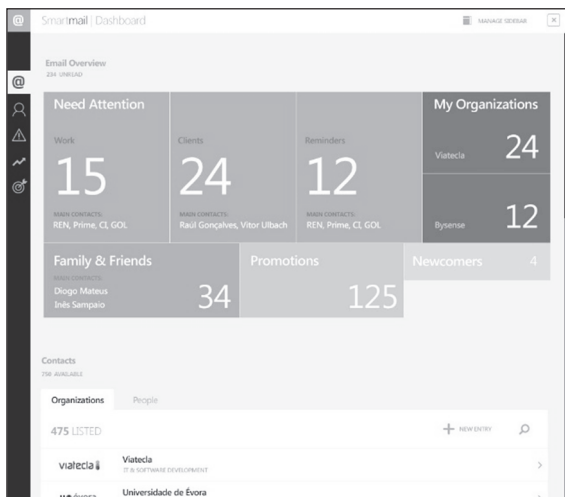 @ Smartmail | Dashboard
MANAGE SIDEBAR
Email Overview
234 UNREAD
@
Need Attention
Work
15
MAIN CONTACTS:
REN, Prime, CI, GOL
Clients
24
MAIN CONTACTS:
Raúl Gonçalves, Vitor Ulbach
Reminders
12
MAIN CONTACTS:
REN, Prime, CI, GOL
My Organizations
Viatecla 24
Bysense 12
Family & Friends
MAIN CONTACTS:
Diogo Mateus
Inês Sampaio
34
Promotions
125
Newcomers 4
Contacts
798 AVAILABLE
Organizations People
475 LISTED
NEW ENTRY
viatecla
Viatecla
IT & SOFTWARE DEVELOPMENT
Universidade de Évora